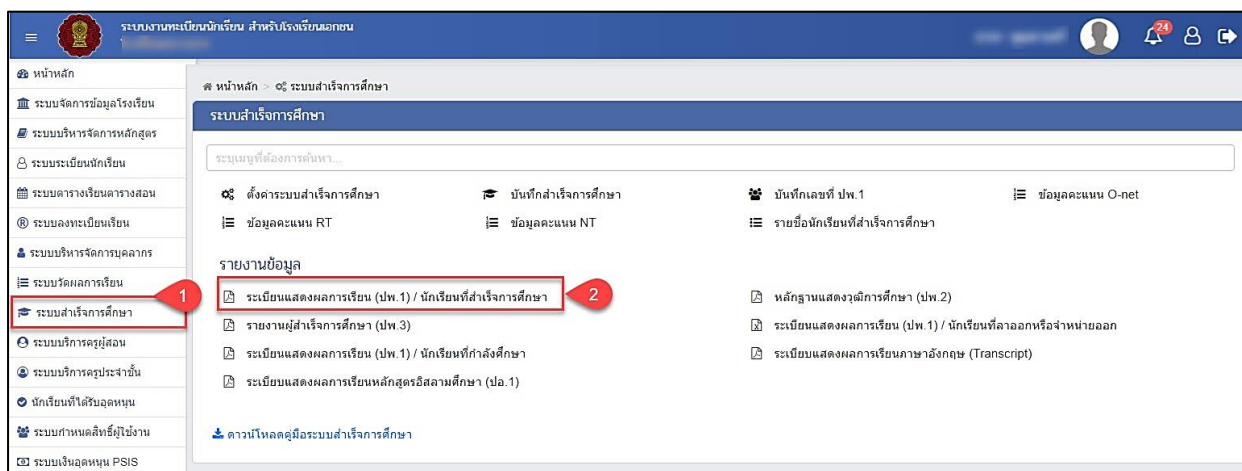 ระบบงานทะเบียนนักเรียน สำหรับโรงเรียนเอกชน
24
หน้าหลัก
ระบบจัดการข้อมูลโรงเรียน
ระบบบริหารจัดการหลักสูตร
ระบบระเบียนนักเรียน
ระบบตารางเรียนตารางสอน
ระบบลงทะเบียนเรียน
ระบบบริหารจัดการบุคลากร
ระบบวัดผลการเรียน
1
ระบบสำเร็จการศึกษา
ระบบบริการครูผู้สอน
ระบบบริการครูประจำชั้น
นักเรียนที่ได้รับอุดหนุน
ระบบกำหนดสิทธิ์ผู้ใช้งาน
ระบบเงินอุดหนุน PSIS
หน้าหลัก > ระบบสำเร็จการศึกษา
ระบบสำเร็จการศึกษา
ระบุเมนูที่ต้องการค้นหา...
ตั้งค่าระบบสำเร็จการศึกษา บันทึกสำเร็จการศึกษา บันทึกเลขที่ ปพ.1 ข้อมูลคะแนน O-net
ข้อมูลคะแนน RT ข้อมูลคะแนน NT รายชื่อนักเรียนที่สำเร็จการศึกษา
รายงานข้อมูล
ระเบียนแสดงผลการเรียน (ปพ.1) / นักเรียนที่สำเร็จการศึกษา 2 หลักฐานแสดงวุฒิการศึกษา (ปพ.2)
รายงานผู้สำเร็จการศึกษา (ปพ.3) ระเบียนแสดงผลการเรียน (ปพ.1) / นักเรียนที่ลาออกหรือจำหน่ายออก
ระเบียนแสดงผลการเรียน (ปพ.1) / นักเรียนที่กำลังศึกษา ระเบียบแสดงผลการเรียนภาษาอังกฤษ (Transcript)
ระเบียบแสดงผลการเรียนหลักสูตรอิสลามศึกษา (ปอ.1)
ดาวน์โหลดคู่มือระบบสำเร็จการศึกษา